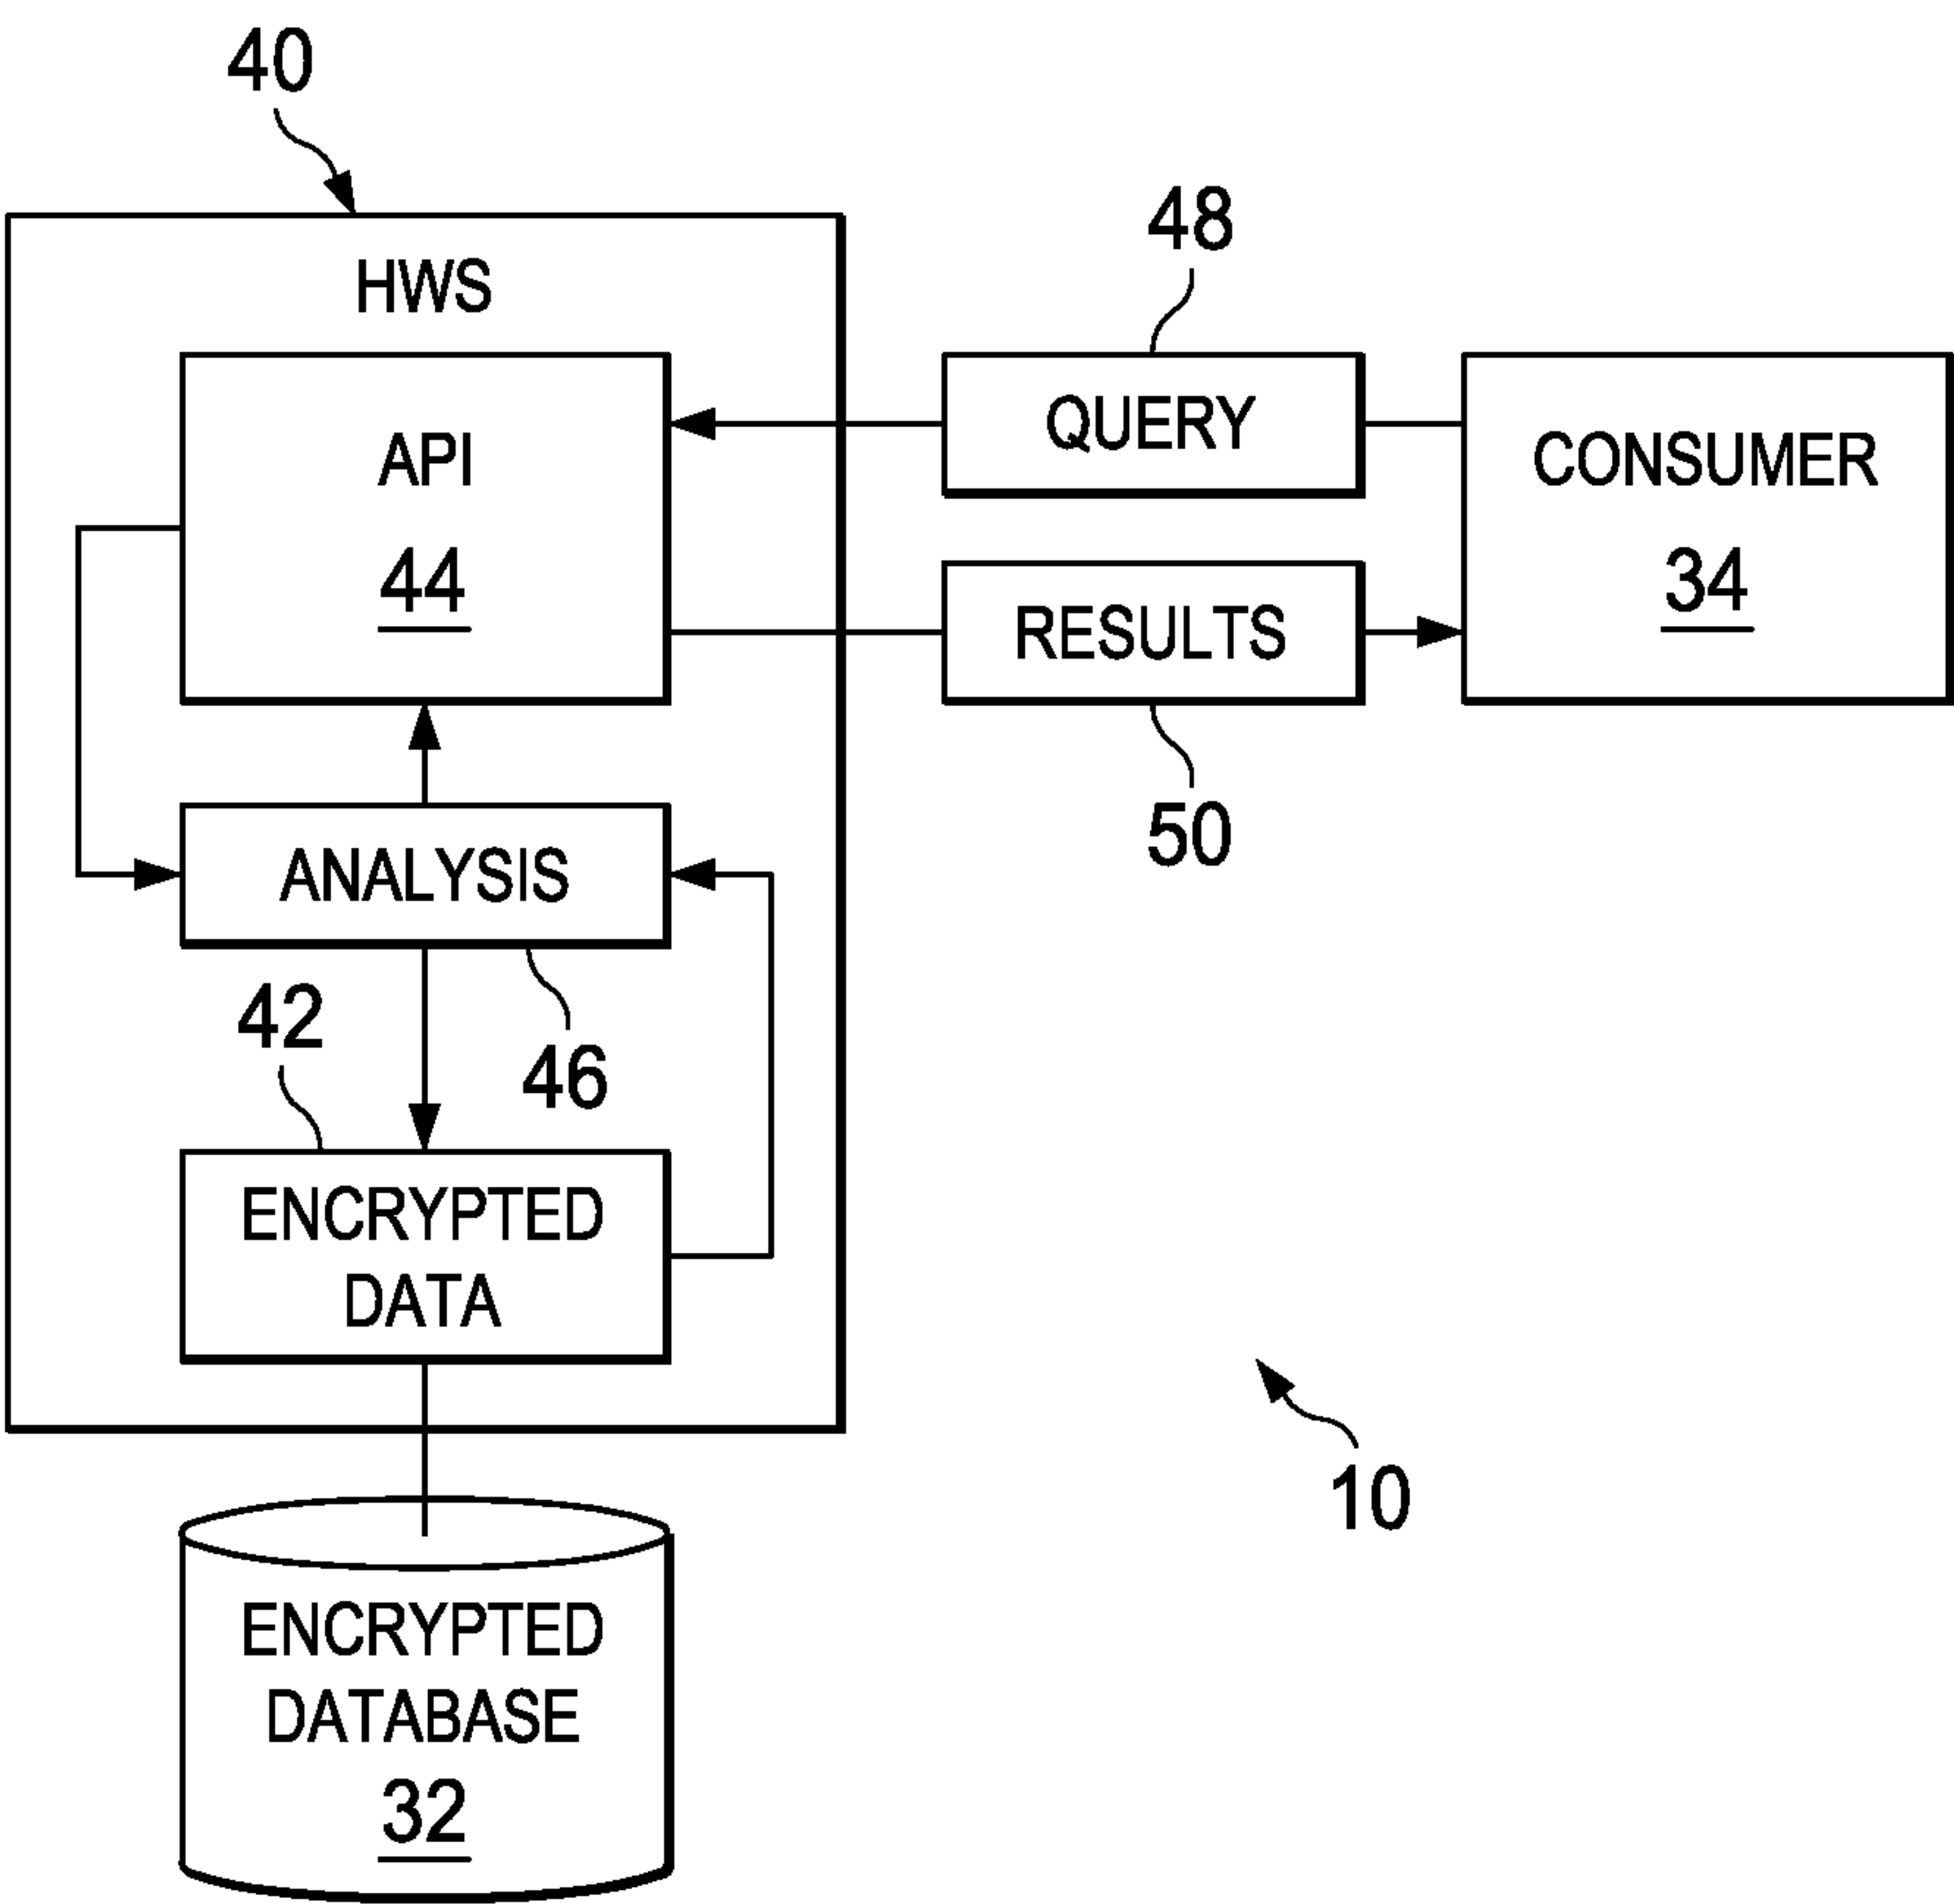 40
HWS
48
API
44
QUERY
CONSUMER
34
RESULTS
50
ANALYSIS
42
46
ENCRYPTED
DATA
10
ENCRYPTED
DATABASE
32